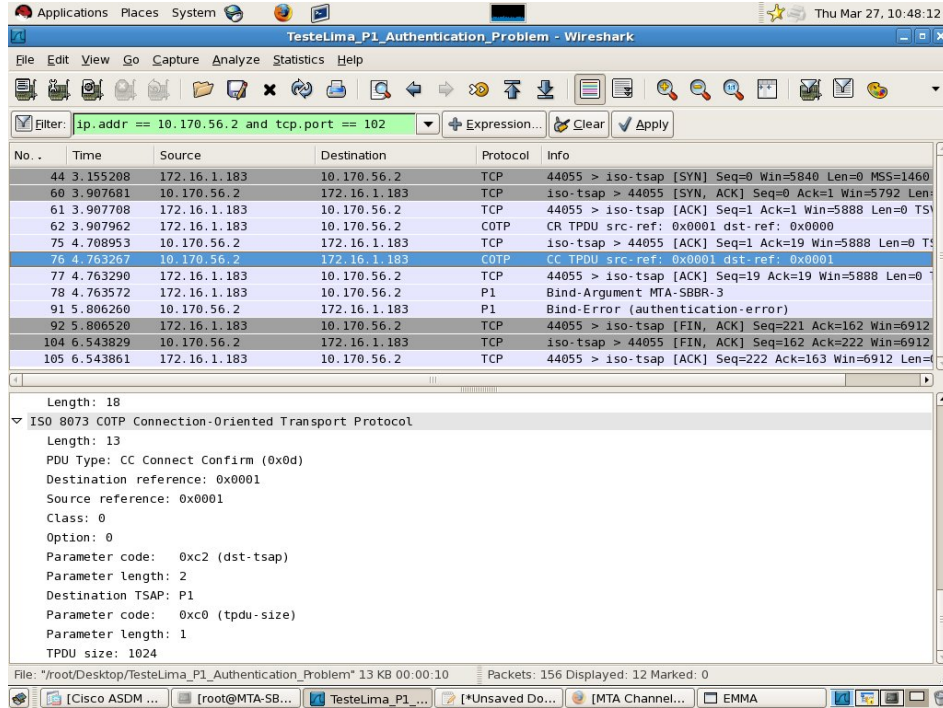 Applications Places System Thu Mar 27, 10:48:12
TesteLima_P1_Authentication_Problem - Wireshark
File Edit View Go Capture Analyze Statistics Help
Filter: ip.addr == 10.170.56.2 and tcp.port == 102 Expression... Clear Apply
No. . Time Source Destination Protocol Info
44 3.155208 172.16.1.183 10.170.56.2 TCP 44055 > iso-tsap [SYN] Seq=0 Win=5840 Len=0 MSS=1460
60 3.907681 10.170.56.2 172.16.1.183 TCP iso-tsap > 44055 [SYN, ACK] Seq=0 Ack=1 Win=5792 Len=
61 3.907708 172.16.1.183 10.170.56.2 TCP 44055 > iso-tsap [ACK] Seq=1 Ack=1 Win=5888 Len=0 TSV
62 3.907962 172.16.1.183 10.170.56.2 COTP CR TPDU src-ref: 0x0001 dst-ref: 0x0000
75 4.708953 10.170.56.2 172.16.1.183 TCP iso-tsap > 44055 [ACK] Seq=1 Ack=19 Win=5888 Len=0 TS
76 4.763267 10.170.56.2 172.16.1.183 COTP CC TPDU src-ref: 0x0001 dst-ref: 0x0001
77 4.763290 172.16.1.183 10.170.56.2 TCP 44055 > iso-tsap [ACK] Seq=19 Ack=19 Win=5888 Len=0
78 4.763572 172.16.1.183 10.170.56.2 P1 Bind-Argument MTA-SBBR-3
91 5.806260 10.170.56.2 172.16.1.183 P1 Bind-Error (authentication-error)
92 5.806520 172.16.1.183 10.170.56.2 TCP 44055 > iso-tsap [FIN, ACK] Seq=221 Ack=162 Win=6912
104 6.543829 10.170.56.2 172.16.1.183 TCP iso-tsap > 44055 [FIN, ACK] Seq=162 Ack=222 Win=6912
105 6.543861 172.16.1.183 10.170.56.2 TCP 44055 > iso-tsap [ACK] Seq=222 Ack=163 Win=6912 Len=
Length: 18
ISO 8073 COTP Connection-Oriented Transport Protocol
Length: 13
PDU Type: CC Connect Confirm (0x0d)
Destination reference: 0x0001
Source reference: 0x0001
Class: 0
Option: 0
Parameter code: 0xc2 (dst-tsap)
Parameter length: 2
Destination TSAP: P1
Parameter code: 0xc0 (tpdu-size)
Parameter length: 1
TPDU size: 1024
File: "/root/Desktop/TesteLima_P1_Authentication_Problem" 13 KB 00:00:10 Packets: 156 Displayed: 12 Marked: 0
[Cisco ASDM ... [root@MTA-SB... TesteLima_P1_... [*Unsaved Do... [MTA Channel... EMMA